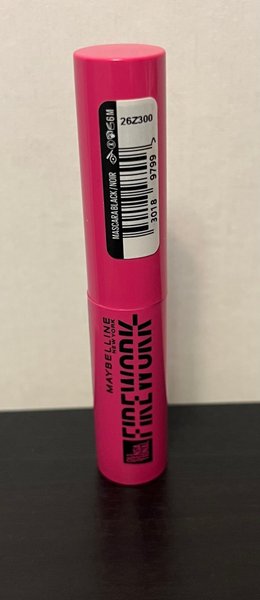 26Z300
6M
MASCARA BLACK/NOIR
3018 9799
MAYBELLINE
NEW YORK
FIREWORK